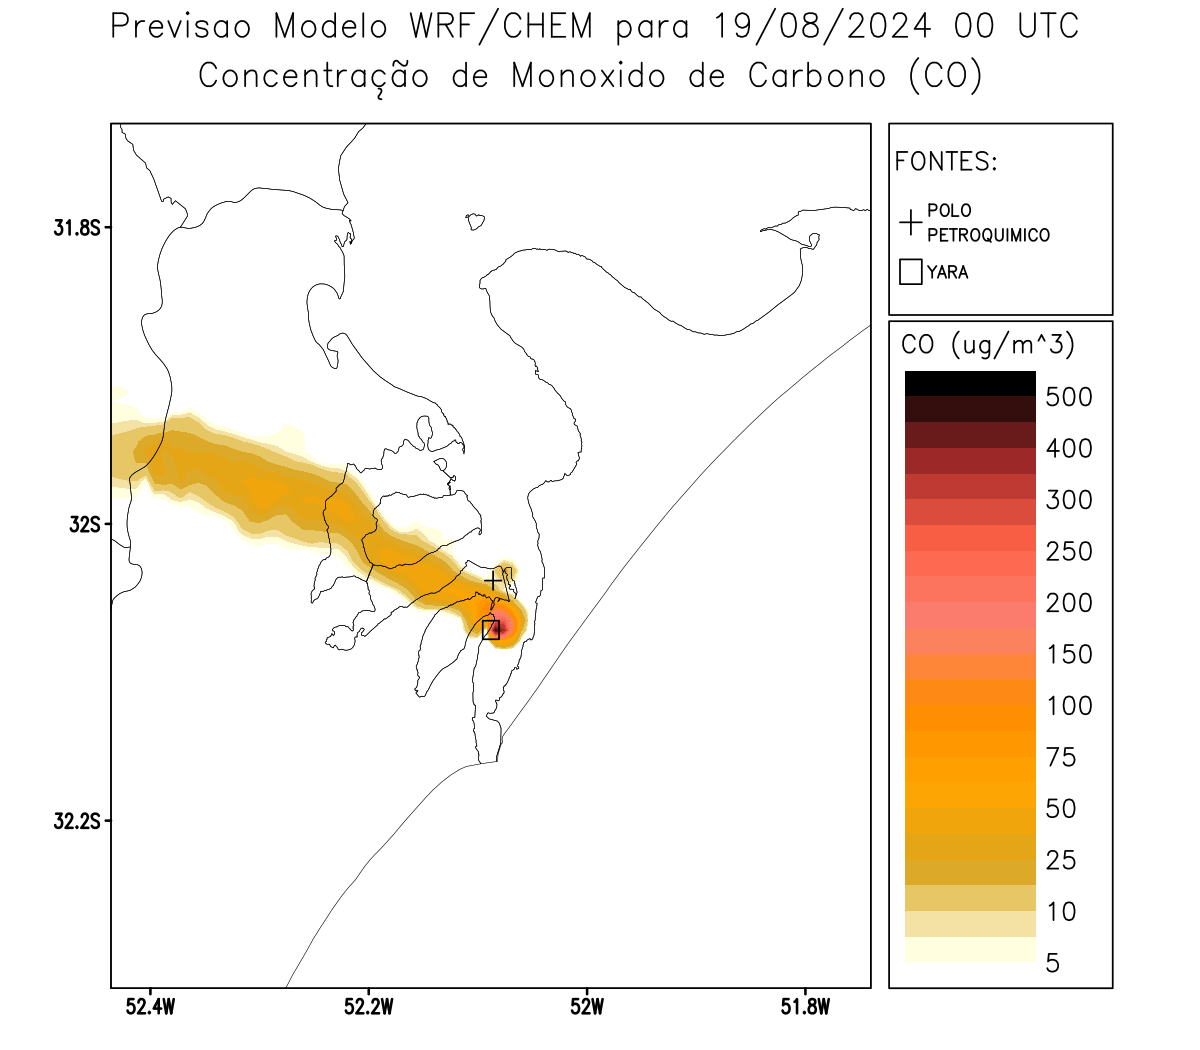 Previsao Modelo WRF/CHEM para 19/08/2024 00 UTC
Concentração de Monoxido de Carbono (CO)
FONTES:
POLO
PETROQUIMICO
YARA
CO (ug/m^3)
500
400
300
250
200
150
100
75
50
25
10
5
31.8S
32S
32.2S
52.4W
52.2W
52W
51.8W